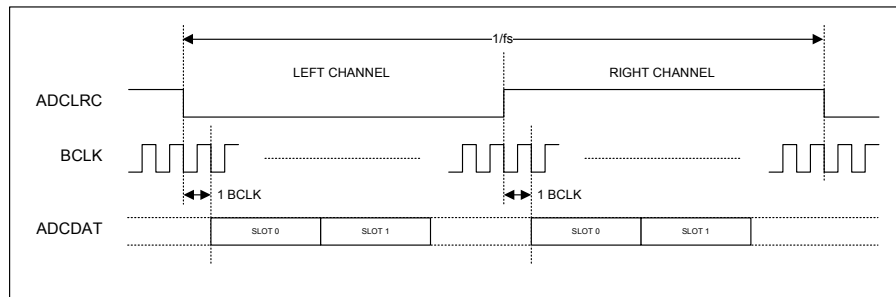 1/fs
LEFT CHANNEL RIGHT CHANNEL
ADCLRC
BCLK
1 BCLK 1 BCLK
ADCDAT
SLOT 0 SLOT 1 SLOT 0 SLOT 1